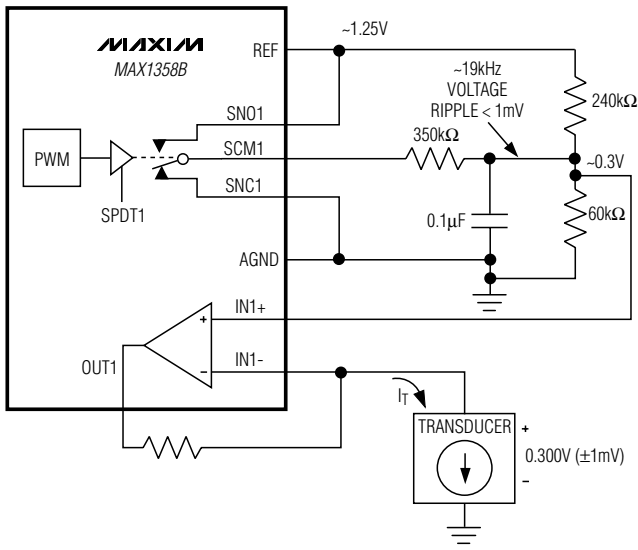 MAXIM
MAX1358B
REF
~1.25V
~19kHz
VOLTAGE
RIPPLE < 1mV
240kΩ
SNO1
350kΩ
PWM
SCM1
~0.3V
SNC1
SPDT1
0.1µF
60kΩ
AGND
IN1+
+
OUT1
IN1-
−
IT
TRANSDUCER
+
0.300V (±1mV)
−